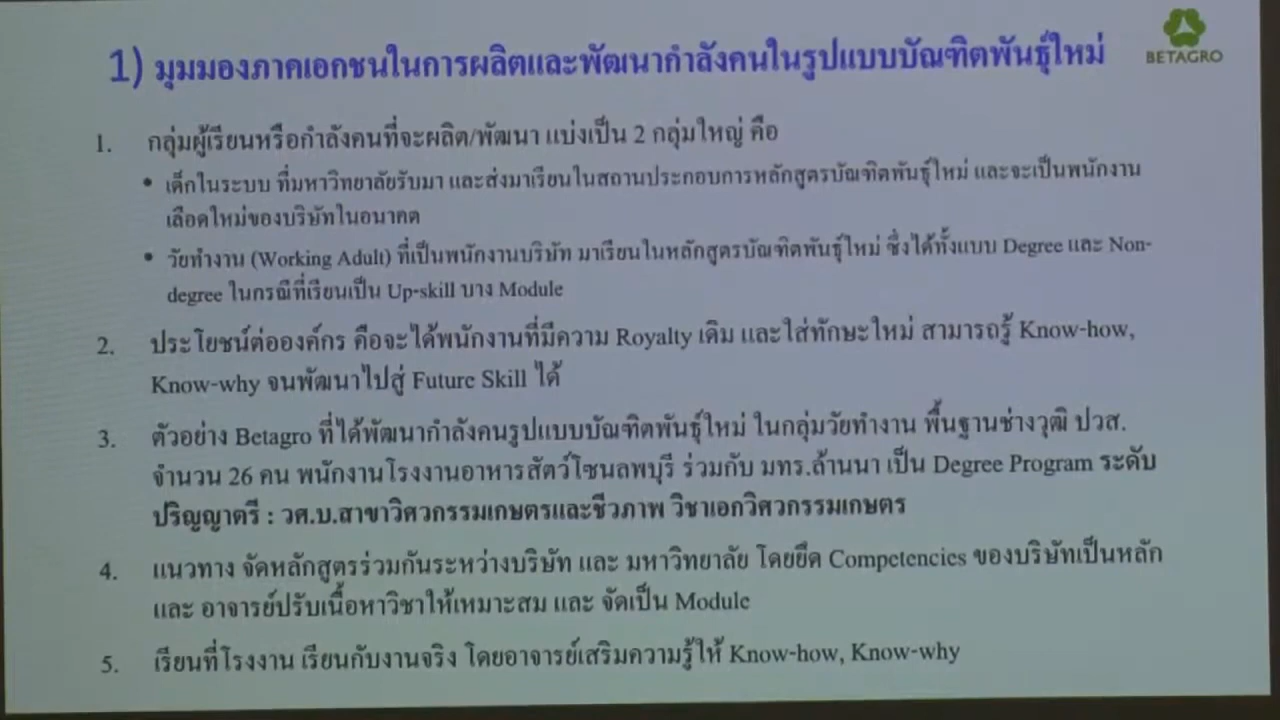 1) มุมมองภาคเอกชนในการผลิตและพัฒนากำลังคนในรูปแบบบัณฑิตพันธุ์ใหม่
BETAGRO
1. กลุ่มผู้เรียนหรือกำลังคนที่จะผลิต/พัฒนา แบ่งเป็น 2 กลุ่มใหญ่ คือ
• เด็กในระบบ ที่มหาวิทยาลัยรับมา และส่งมาเรียนในสถานประกอบการหลักสูตรบัณฑิตพันธุ์ใหม่ และจะเป็นพนักงาน
เลือดใหม่ของบริษัทในอนาคต
• วัยทำงาน (Working Adult) ที่เป็นพนักงานบริษัท มาเรียนในหลักสูตรบัณฑิตพันธุ์ใหม่ ซึ่งได้ทั้งแบบ Degree และ Non-
degree ในกรณีที่เรียนเป็น Up-skill บาง Module
2. ประโยชน์ต่อองค์กร คือจะได้พนักงานที่มีความ Royalty เดิม และใส่ทักษะใหม่ สามารถรู้ Know-how,
Know-why จนพัฒนาไปสู่ Future Skill ได้
3. ตัวอย่าง Betagro ที่ได้พัฒนากำลังคนรูปแบบบัณฑิตพันธุ์ใหม่ ในกลุ่มวัยทำงาน พื้นฐานช่างวุฒิ ปวส.
จำนวน 26 คน พนักงานโรงงานอาหารสัตว์โซนลพบุรี ร่วมกับ มทร.ล้านนา เป็น Degree Program ระดับ
ปริญญาตรี : วศ.บ.สาขาวิศวกรรมเกษตรและชีวภาพ วิชาเอกวิศวกรรมเกษตร
4. แนวทาง จัดหลักสูตรร่วมกันระหว่างบริษัท และ มหาวิทยาลัย โดยยึด Competencies ของบริษัทเป็นหลัก
และ อาจารย์ปรับเนื้อหาวิชาให้เหมาะสม และ จัดเป็น Module
5. เรียนที่โรงงาน เรียนกับงานจริง โดยอาจารย์เสริมความรู้ให้ Know-how, Know-why